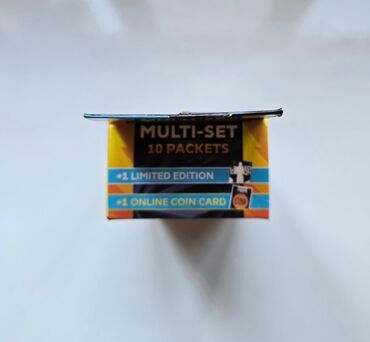 MULTI-SET
10 PACKETS
+1 LIMITED EDITION
+1 ONLINE COIN CARD